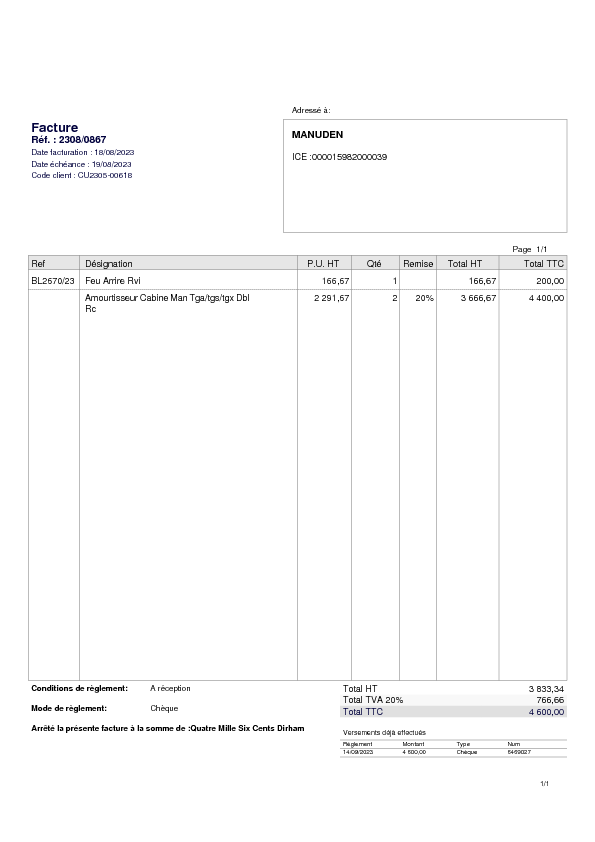 Adressé à:
Facture
Réf. : 2308/0867
Date facturation : 18/08/2023
Date échéance : 19/08/2023
Code client : CU2305-00618
MANUDEN
ICE :000015982000039
Page 1/1
Ref Désignation P.U. HT Qté Remise Total HT Total TTC
BL2670/23 Feu Arrire Rvi 166,67 1 166,67 200,00
Amourtisseur Cabine Man Tga/tgs/tgx Dbl 2 291,67 2 20% 3 666,67 4 400,00
Rc
Conditions de règlement: A réception
Mode de règlement: Chèque
Arrêté la présente facture à la somme de :Quatre Mille Six Cents Dirham
Total HT 3 833,34
Total TVA 20% 766,66
Total TTC 4 600,00
Versements déjà effectués
Règlement Montant Type Num
14/09/2023 4 600,00 Chèque
1/1